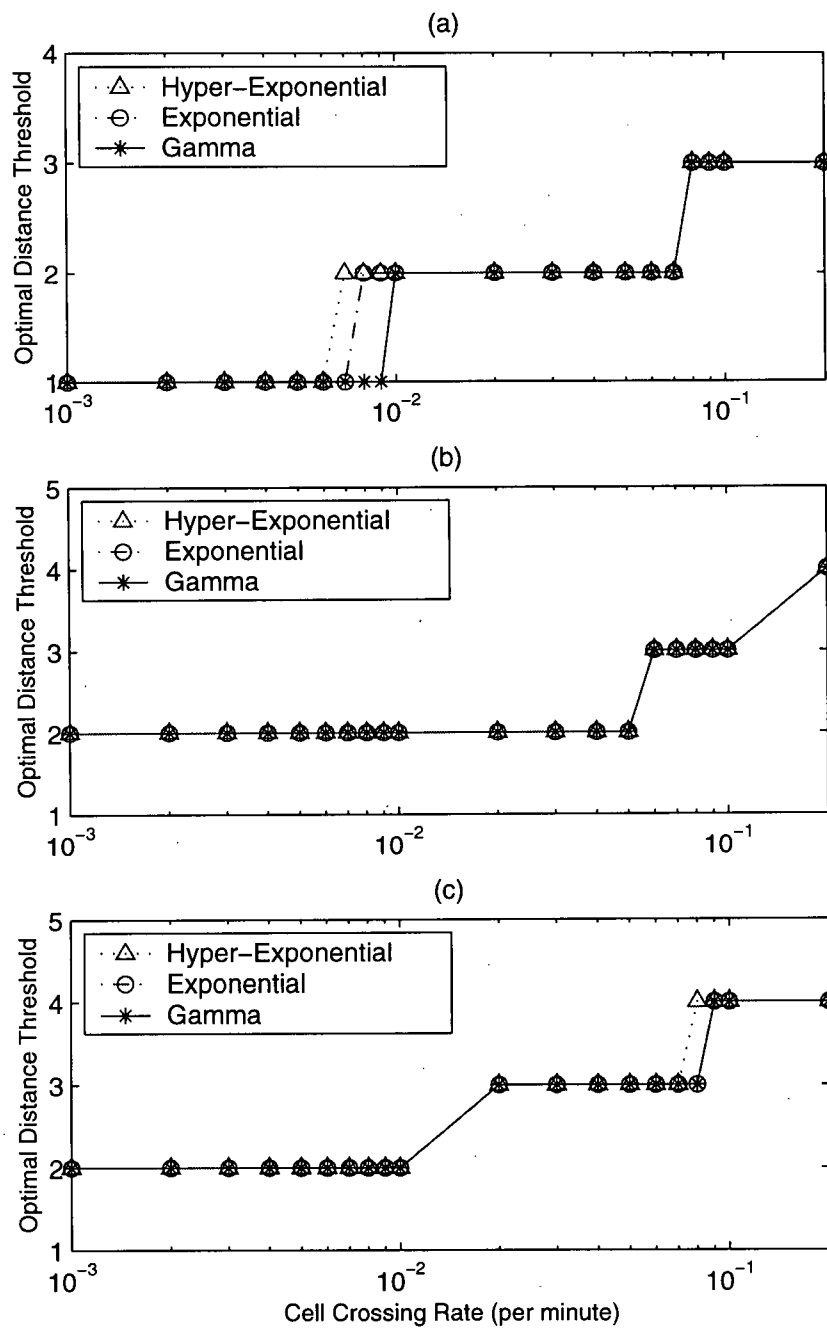 (a)
Optimal Distance Threshold
4
3
2
1
Hyper−Exponential
Exponential
Gamma
10−3
10−2
10−1
(b)
Optimal Distance Threshold
5
4
3
2
1
Hyper−Exponential
Exponential
Gamma
10−3
10−2
10−1
(c)
Optimal Distance Threshold
5
4
3
2
1
Hyper−Exponential
Exponential
Gamma
10−3
10−2
10−1
Cell Crossing Rate (per minute)